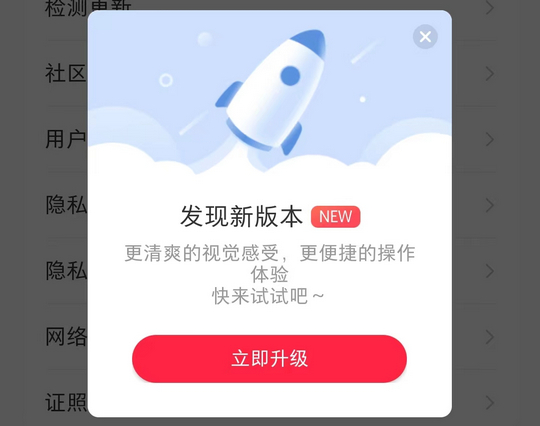 检测更新
社区
用户
隐私
隐私
网络
证照
发现新版本 NEW
更清爽的视觉感受，更便捷的操作
体验
快来试试吧～
立即升级